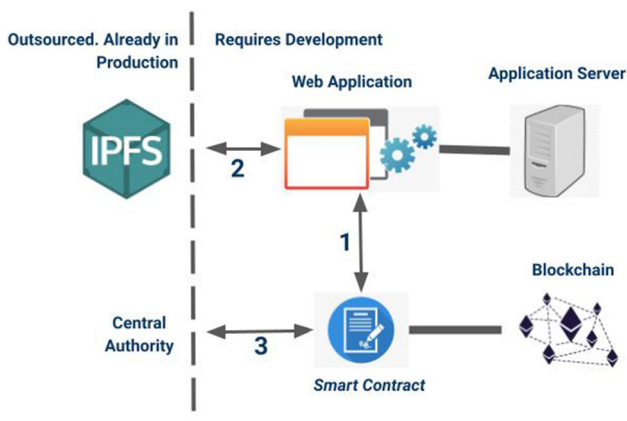 Outsourced. Already in
Production
Requires Development
Web Application
Application Server
IPFS
2
1
Blockchain
Central
Authority
3
Smart Contract